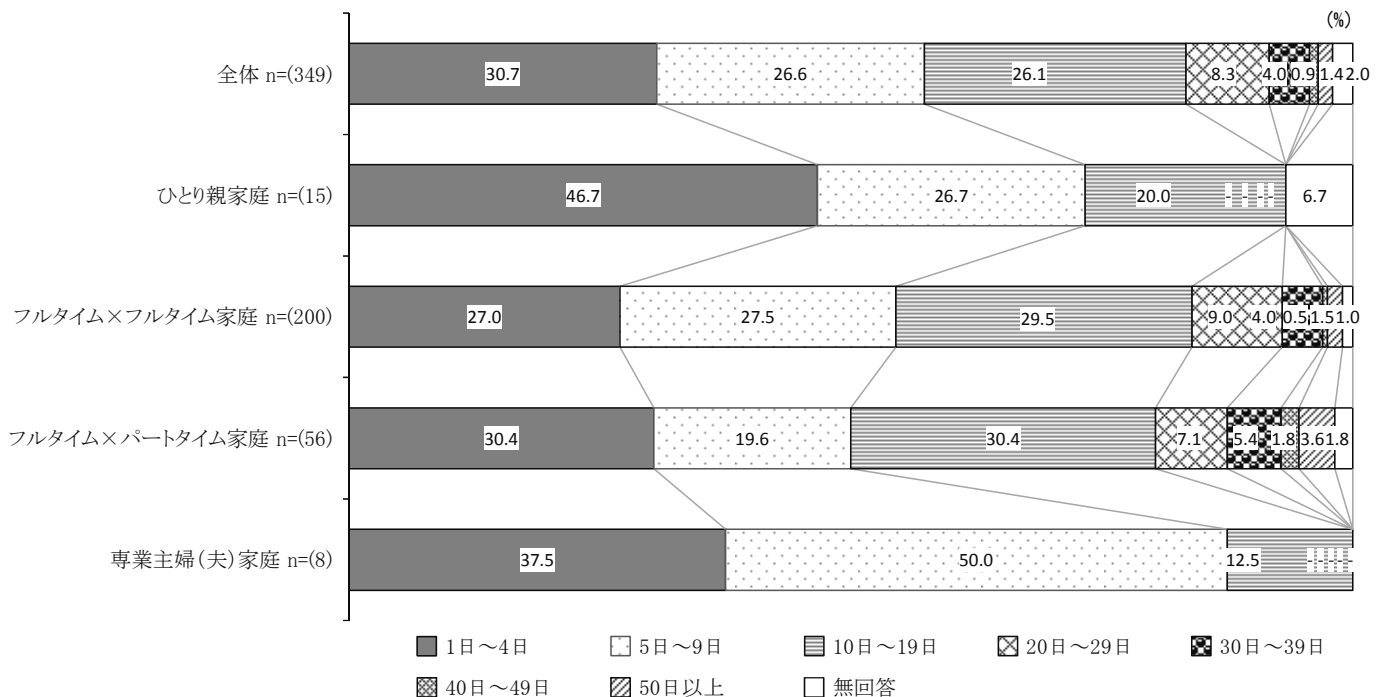 (%)
全体 n=(349)
30.7 26.6 26.1 8.3 4.0 0.9 1.4 2.0
ひとり親家庭 n=(15)
46.7 26.7 20.0 - - - - 6.7
フルタイム×フルタイム家庭 n=(200)
27.0 27.5 29.5 9.0 4.0 0.5 1.5 1.0
フルタイム×パートタイム家庭 n=(56)
30.4 19.6 30.4 7.1 5.4 1.8 3.6 1.8
専業主婦(夫)家庭 n=(8)
37.5 50.0 12.5 - - - - -
1日～4日 5日～9日 10日～19日 20日～29日 30日～39日
40日～49日 50日以上 無回答